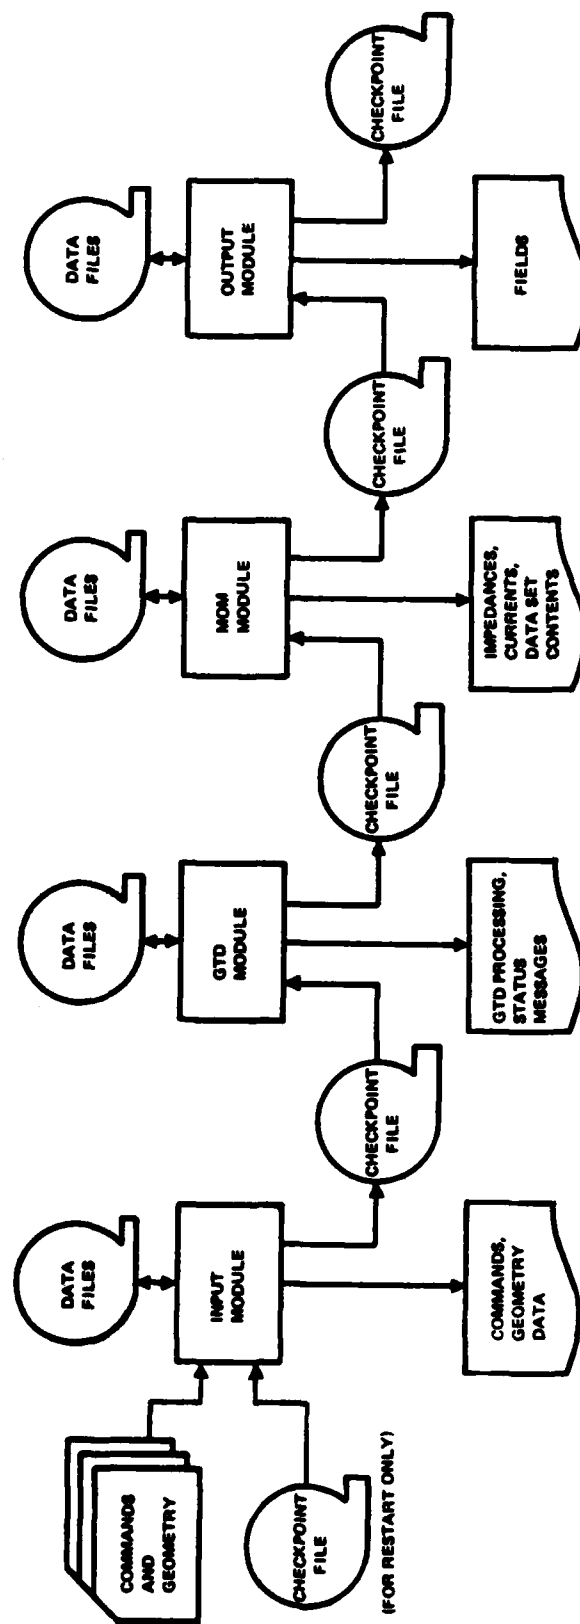 COMMANDS
AND
GEOMETRY
CHECKPOINT
FILE
(FOR RESTART ONLY)
DATA
FILES
INPUT
MODULE
COMMANDS,
GEOMETRY
DATA
CHECKPOINT
FILE
DATA
FILES
GTD
MODULE
GTD PROCESSING,
STATUS
MESSAGES
CHECKPOINT
FILE
DATA
FILES
MOM
MODULE
IMPEDANCES,
CURRENTS,
DATA SET
CONTENTS
CHECKPOINT
FILE
DATA
FILES
OUTPUT
MODULE
FIELDS
CHECKPOINT
FILE